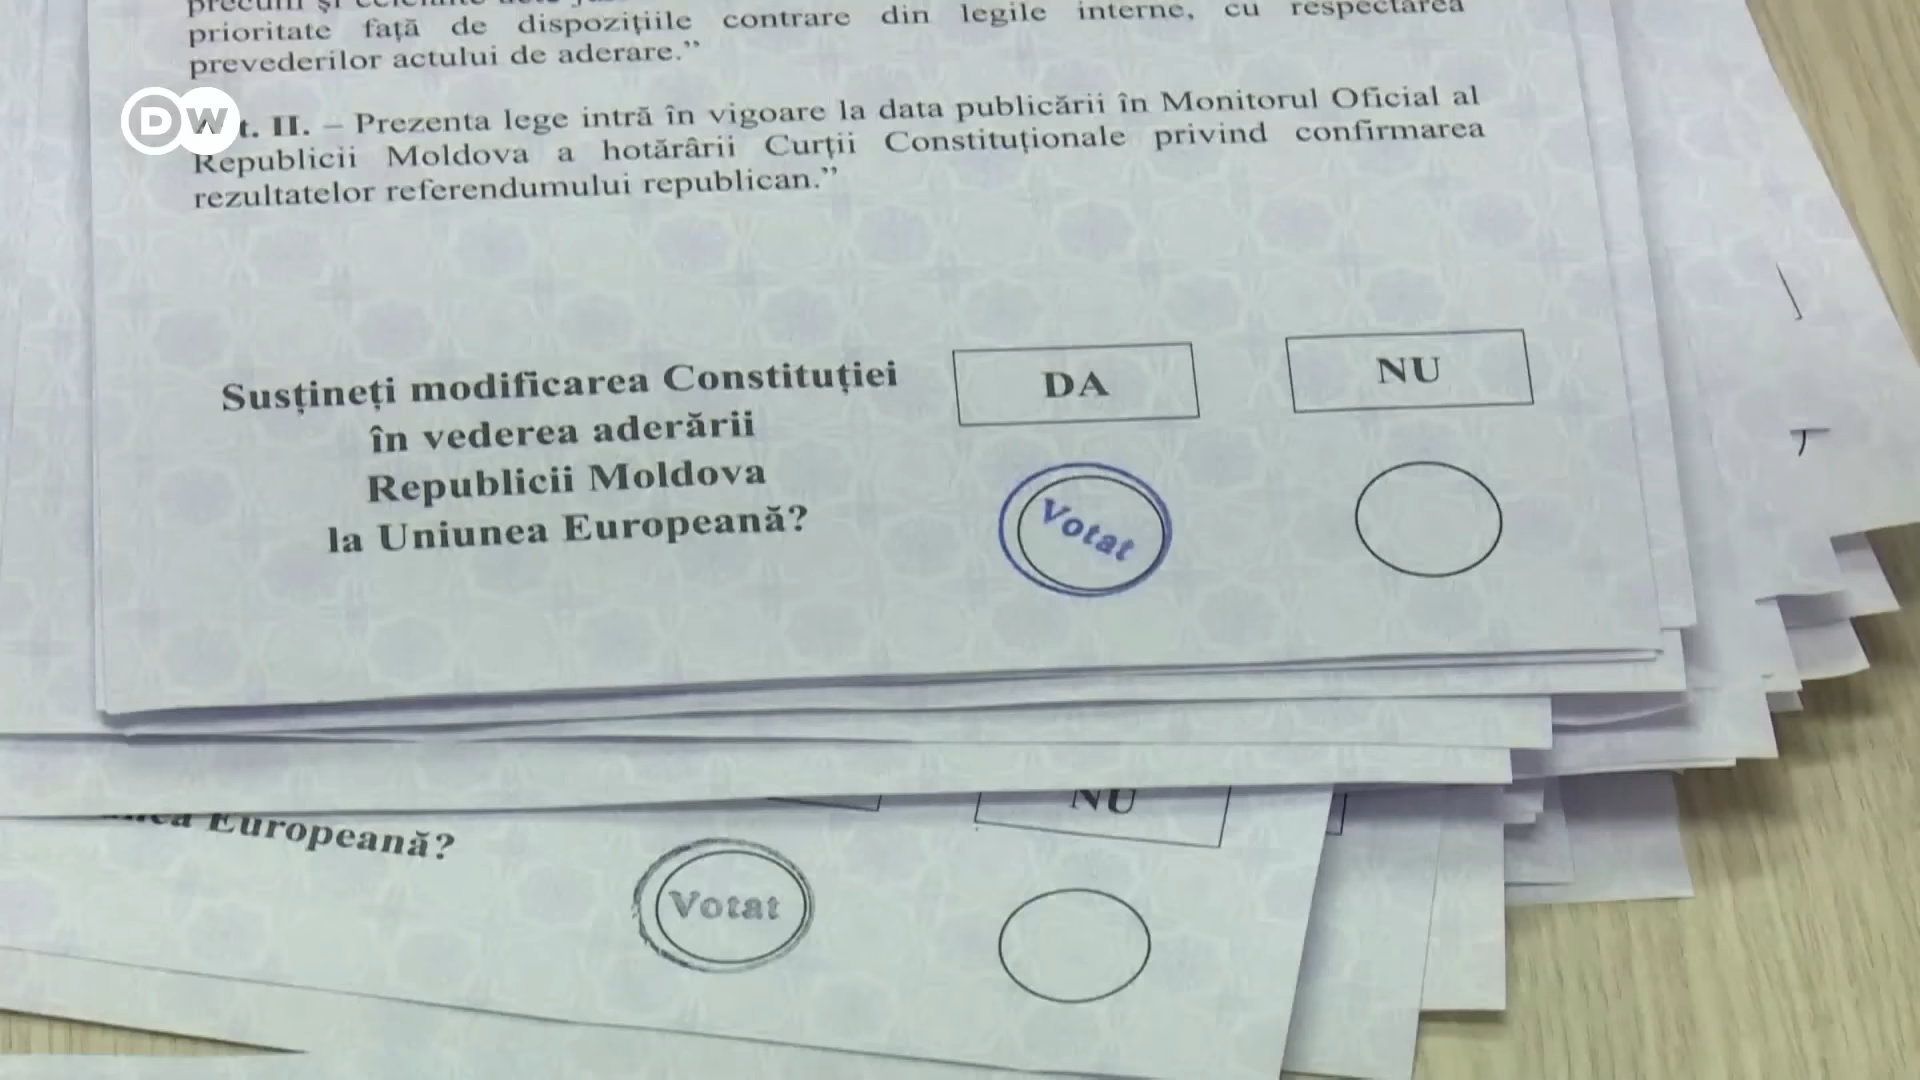 prioritate față de dispozițiile contrare din legile interne, cu respectarea
prevederilor actului de aderare.”
DW
t. II. – Prezenta lege intră în vigoare la data publicării în Monitorul Oficial al
Republicii Moldova a hotărârii Curții Constituționale privind confirmarea
rezultatelor referendumului republican.”
Susțineți modificarea Constituției
în vederea aderării
Republicii Moldova
la Uniunea Europeană?
DA
NU
Votat
Europeană?
NU
Votat